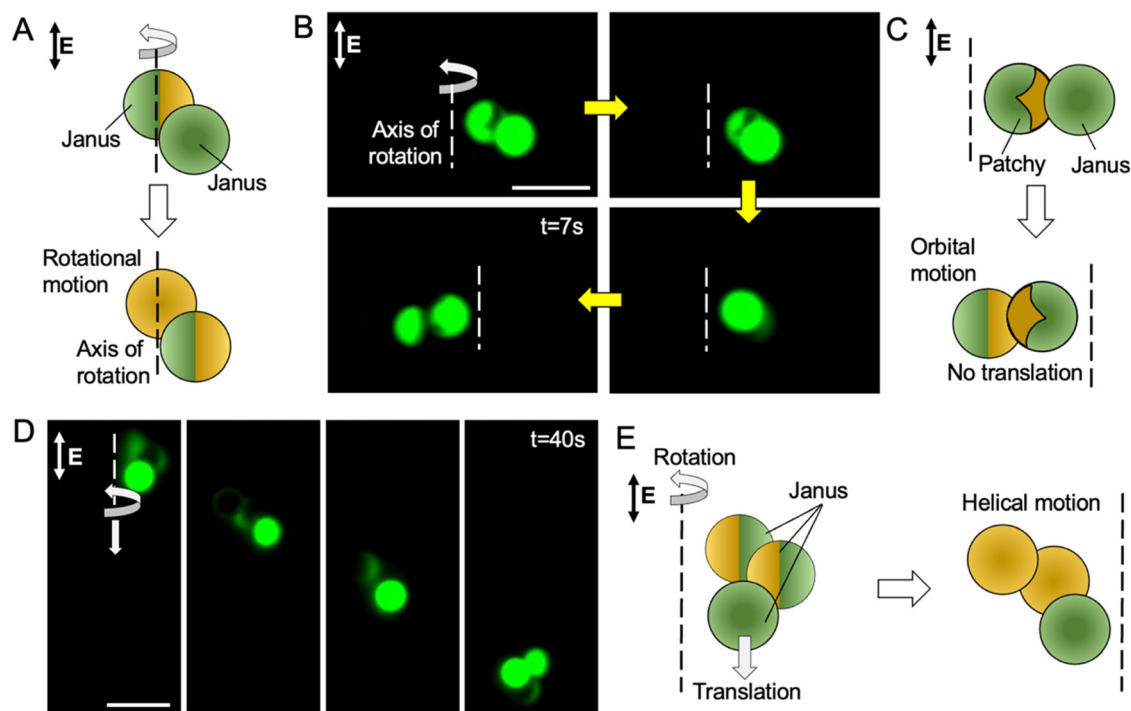 A
E
Janus
Janus
Rotational
motion
Axis of
rotation
B
E
Axis of
rotation
t=7s
C
E
Patchy
Janus
Orbital
motion
No translation
D
E
t=40s
E
Rotation
E
Janus
Translation
Helical motion